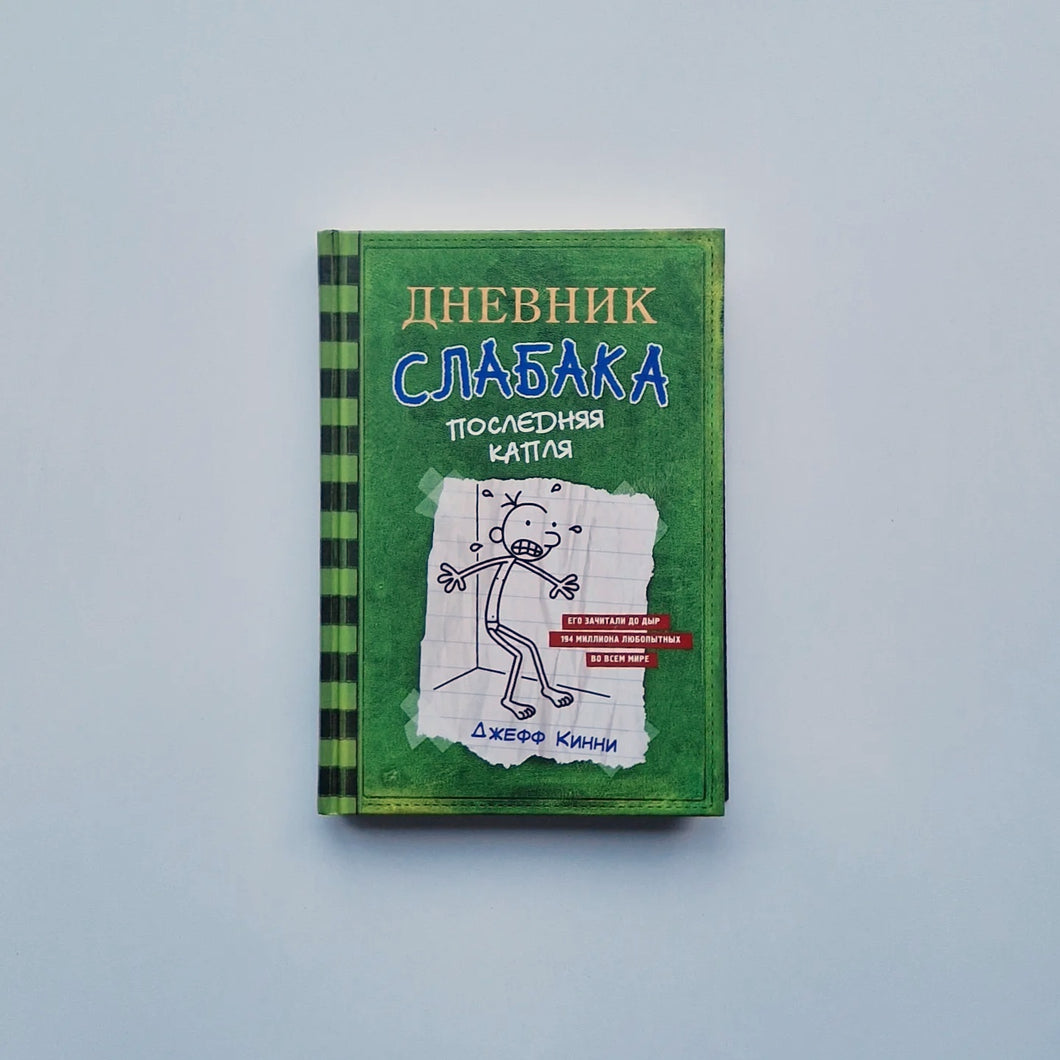 ДНЕВНИК
СЛАБАКА
ПОСЛЕДНЯЯ
КАПЛЯ
ЕГО ЗАЧИТАЛИ ДО ДЫР
194 МИЛЛИОНА ЛЮБОПЫТНЫХ
ВО ВСЕМ МИРЕ
ДЖЕФФ КИННИ